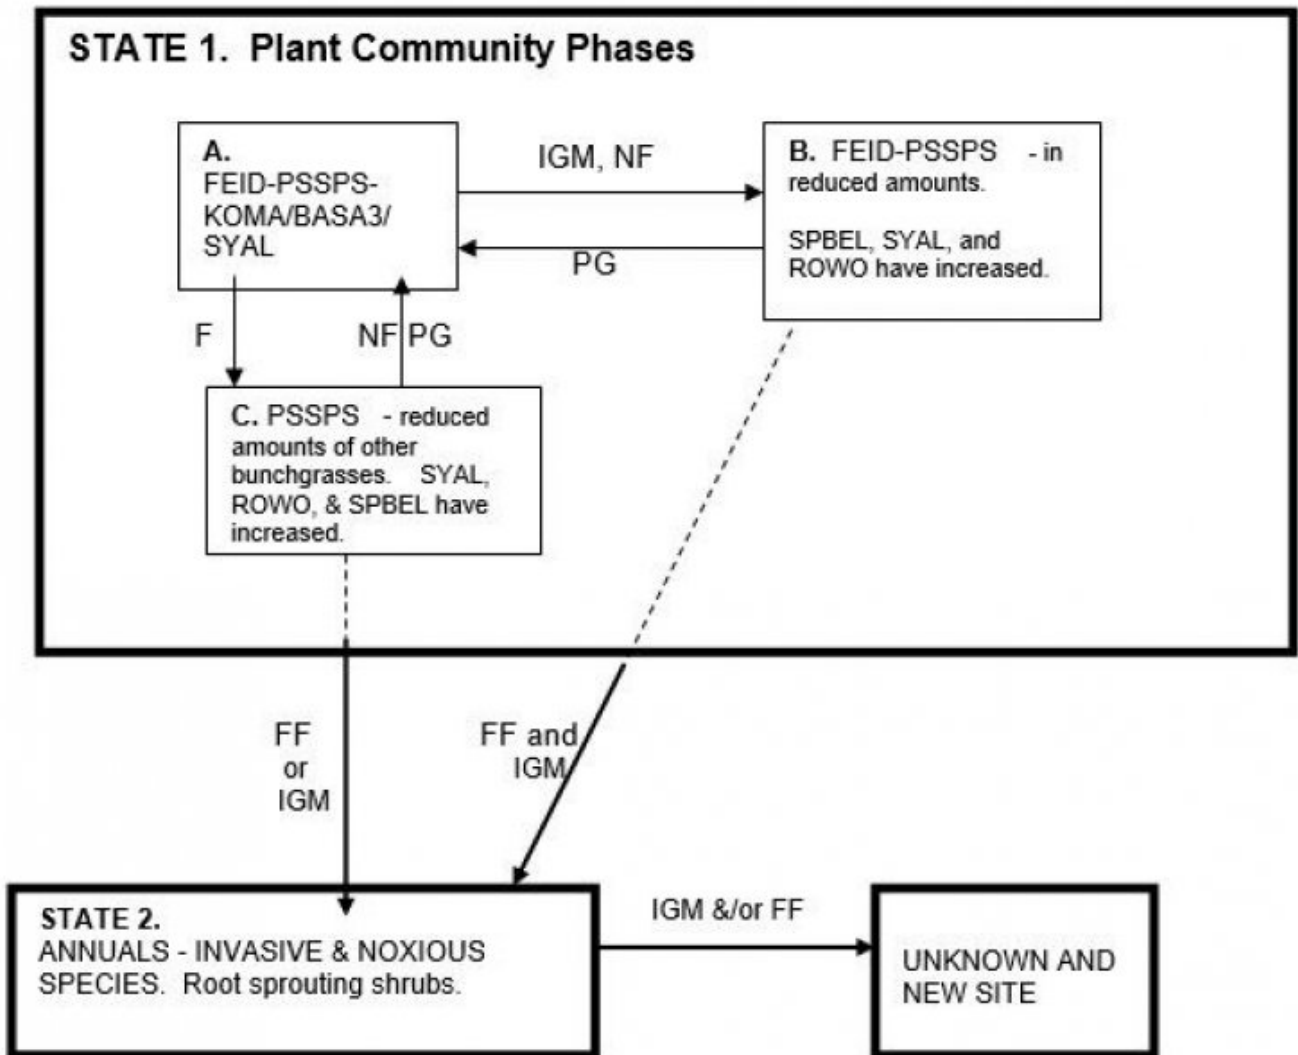 STATE 1. Plant Community Phases
A.
FEID-PSSPS-
KOMA/BASA3/
SYAL
IGM, NF
PG
B. FEID-PSSPS - in
reduced amounts.
SPBEL, SYAL, and
ROWO have increased.
F
NF PG
C. PSSPS - reduced
amounts of other
bunchgrasses. SYAL,
ROWO, & SPBEL have
increased.
FF
or
IGM
FF and
IGM
STATE 2.
ANNUALS - INVASIVE & NOXIOUS
SPECIES. Root sprouting shrubs.
IGM &/or FF
UNKNOWN AND
NEW SITE